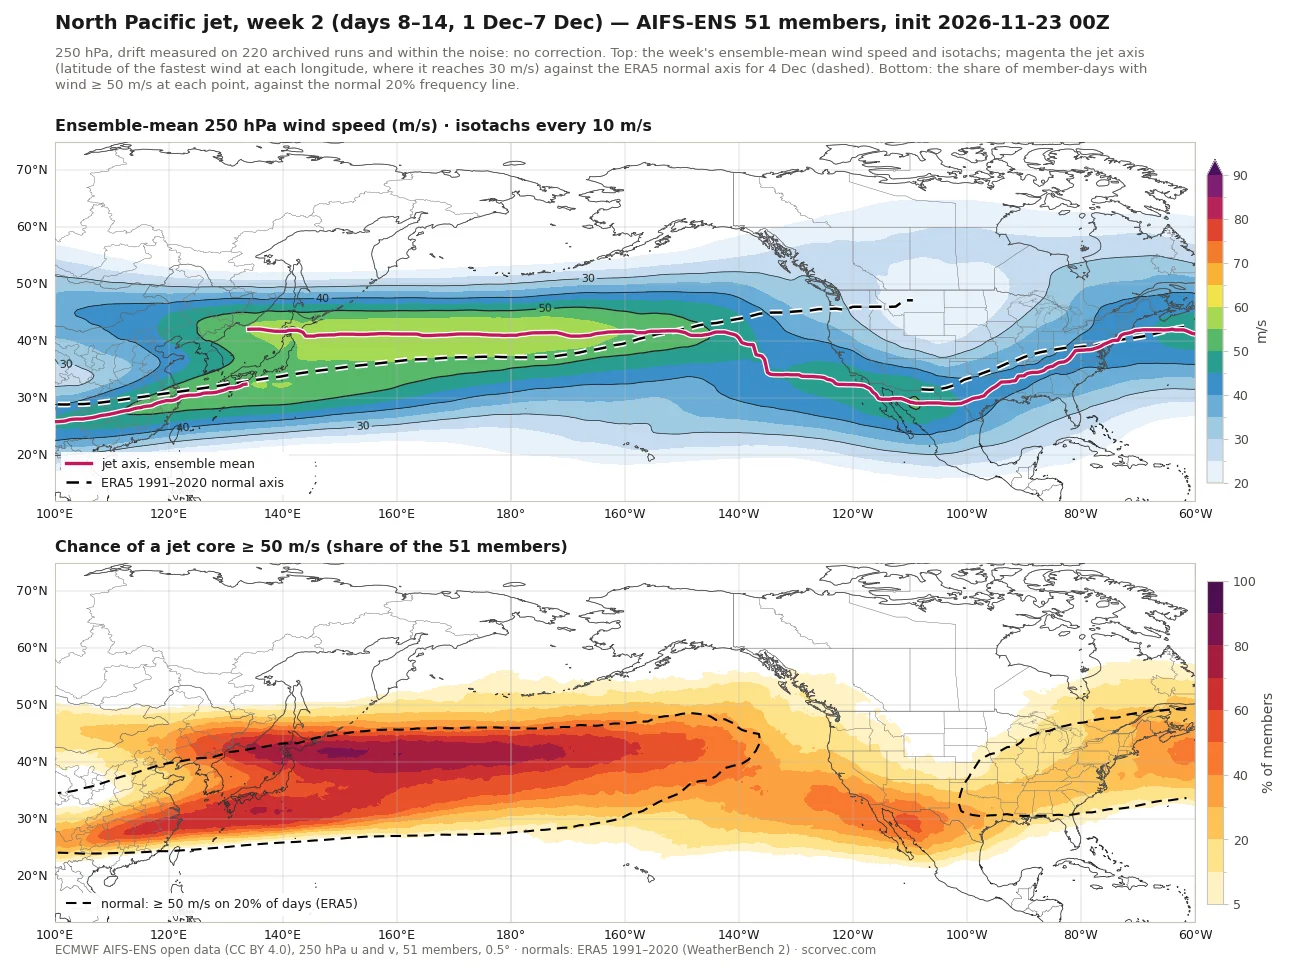 North Pacific jet, week 2 (days 8–14, 1 Dec–7 Dec) — AIFS-ENS 51 members, init 2026-11-23 00Z
250 hPa, drift measured on 220 archived runs and within the noise: no correction. Top: the week's ensemble-mean wind speed and isotachs; magenta the jet axis
(latitude of the fastest wind at each longitude, where it reaches 30 m/s) against the ERA5 normal axis for 4 Dec (dashed). Bottom: the share of member-days with
wind ≥ 50 m/s at each point, against the normal 20% frequency line.
Ensemble-mean 250 hPa wind speed (m/s) · isotachs every 10 m/s
70°N
60°N
50°N
40°N
30°N
20°N
30
40
50
30
40
30
jet axis, ensemble mean
ERA5 1991–2020 normal axis
100°E 120°E 140°E 160°E 180° 160°W 140°W 120°W 100°W 80°W 60°W
90
80
70
60
50
40
30
20
m/s
Chance of a jet core ≥ 50 m/s (share of the 51 members)
70°N
60°N
50°N
40°N
30°N
20°N
normal: ≥ 50 m/s on 20% of days (ERA5)
100°E 120°E 140°E 160°E 180° 160°W 140°W 120°W 100°W 80°W 60°W
100
80
60
40
20
5
% of members
ECMWF AIFS-ENS open data (CC BY 4.0), 250 hPa u and v, 51 members, 0.5° · normals: ERA5 1991–2020 (WeatherBench 2) · scorvec.com